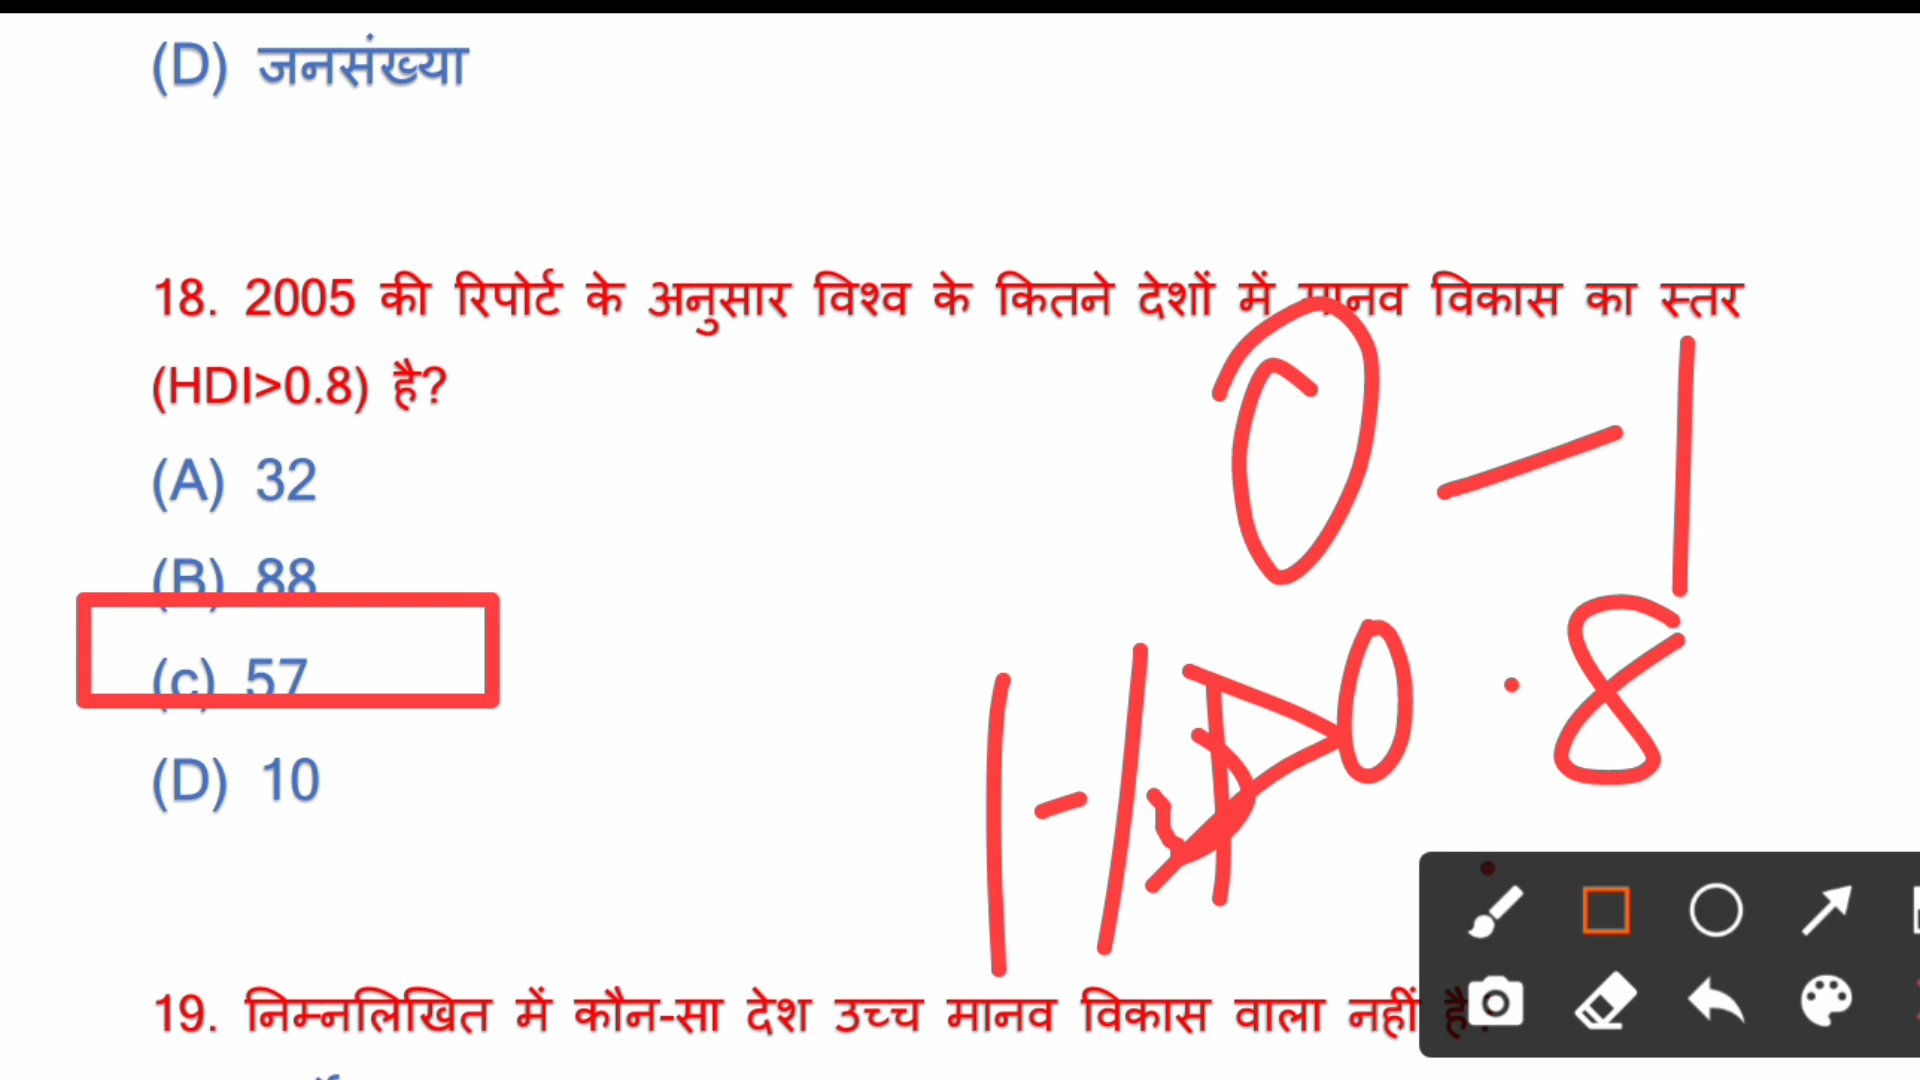 (D) जनसंख्या
18. 2005 की रिपोर्ट के अनुसार विश्व के कितने देशों में मानव विकास का स्तर
(HDI>0.8) है?
0 - 1
(A) 32
(B) 88
(c) 57
0.8
(D) 10
19. निम्नलिखित में कौन-सा देश उच्च मानव विकास वाला नहीं है?